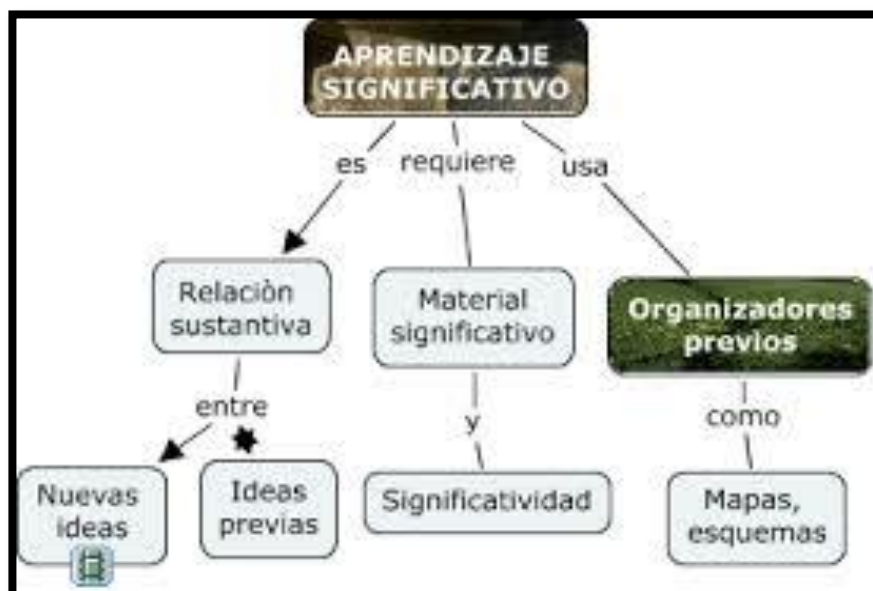 APRENDIZAJE
SIGNIFICATIVO
es
requiere
usa
Relaciòn
sustantiva
Material
significativo
Organizadores
previos
entre
y
como
Nuevas
ideas
Ideas
previas
Significatividad
Mapas,
esquemas